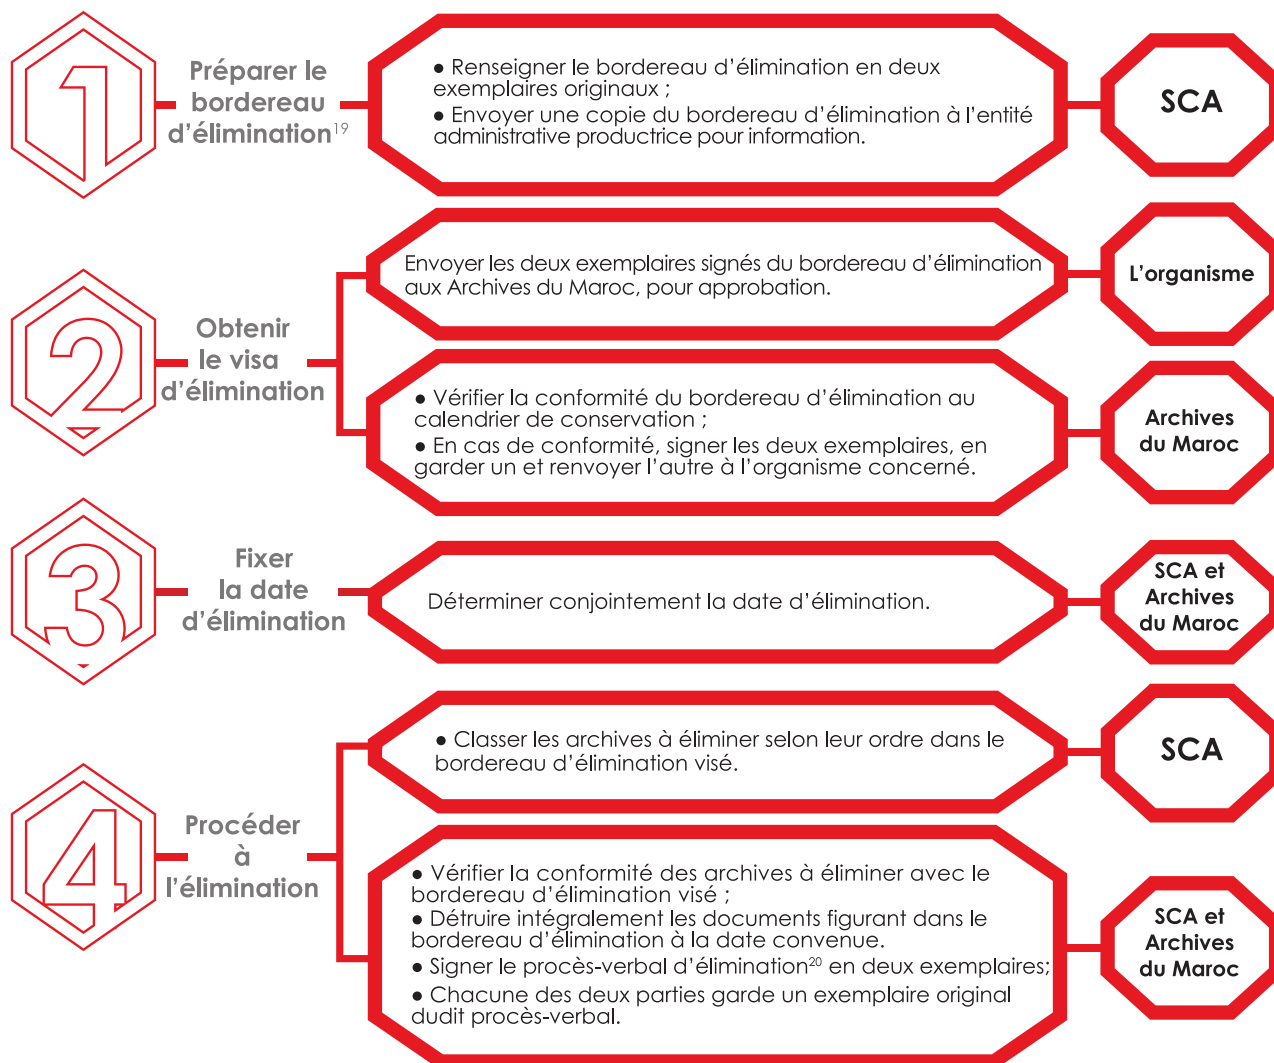 1
Préparer le
bordereau
d'élimination19
● Renseigner le bordereau d'élimination en deux
exemplaires originaux ;
● Envoyer une copie du bordereau d'élimination à l'entité
administrative productrice pour information.
SCA
2
Obtenir
le visa
d'élimination
Envoyer les deux exemplaires signés du bordereau d'élimination
aux Archives du Maroc, pour approbation.
L'organisme
● Vérifier la conformité du bordereau d'élimination au
calendrier de conservation ;
● En cas de conformité, signer les deux exemplaires, en
garder un et renvoyer l'autre à l'organisme concerné.
Archives
du Maroc
3
Fixer
la date
d'élimination
Déterminer conjointement la date d'élimination.
SCA et
Archives
du Maroc
4
Procéder
à
l'élimination
● Classer les archives à éliminer selon leur ordre dans le
bordereau d'élimination visé.
SCA
● Vérifier la conformité des archives à éliminer avec le
bordereau d'élimination visé ;
● Détruire intégralement les documents figurant dans le
bordereau d'élimination à la date convenue.
● Signer le procès-verbal d'élimination20 en deux exemplaires;
● Chacune des deux parties garde un exemplaire original
dudit procès-verbal.
SCA et
Archives
du Maroc